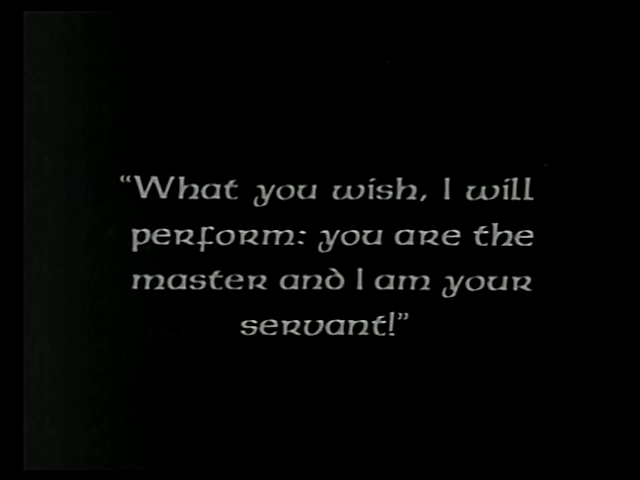 “What you wish, I will
perform: you are the
master and I am your
servant!”